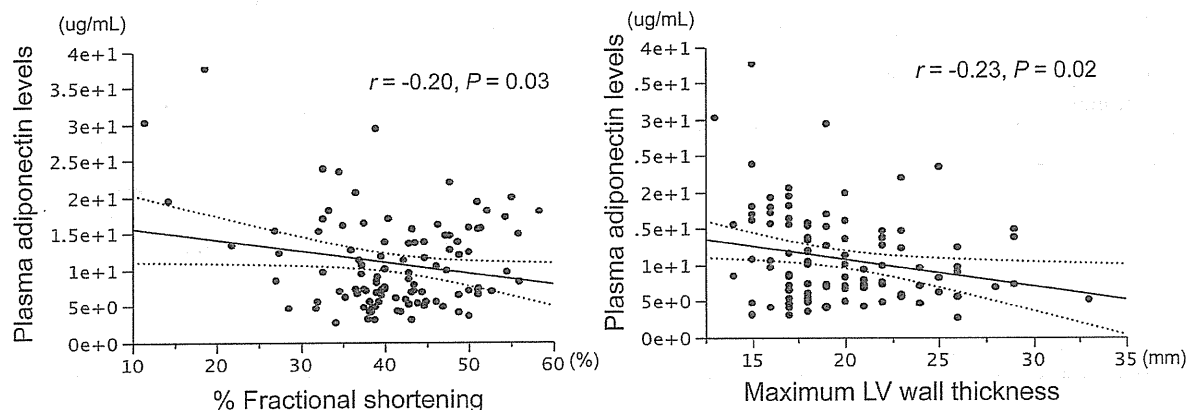 (ug/mL)
4e+1
3.5e+1
3e+1
2.5e+1
2e+1
1.5e+1
1e+1
5e+0
0e+0
Plasma adiponectin levels
r = -0.20, P = 0.03
10 20 30 40 50 60 (%)
% Fractional shortening
(ug/mL)
4e+1
.5e+1
3e+1
.5e+1
2e+1
.5e+1
1e+1
5e+0
0e+0
Plasma adiponectin levels
r = -0.23, P = 0.02
15 20 25 30 35 (mm)
Maximum LV wall thickness